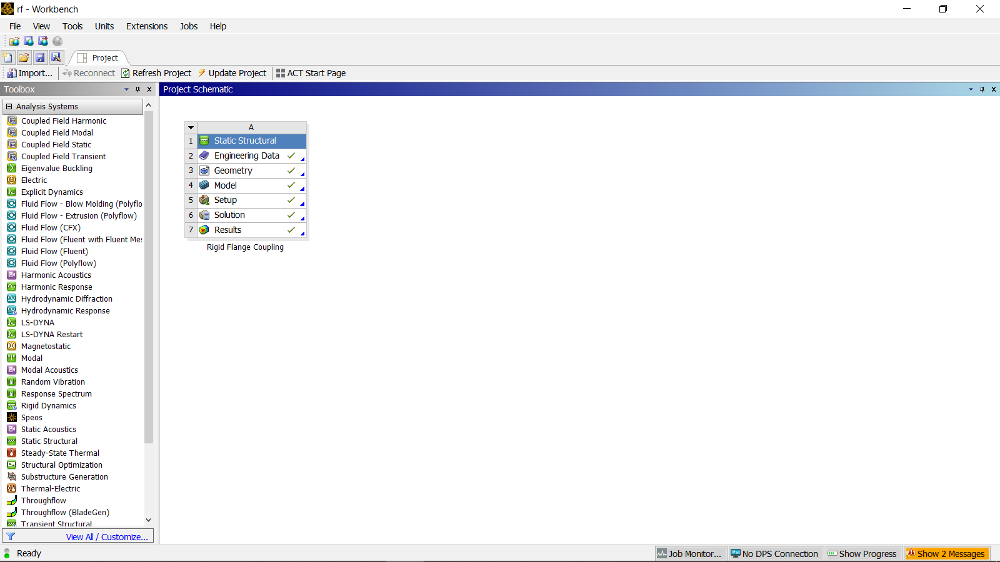 rf - Workbench
File View Tools Units Extensions Jobs Help
Project
Import... Reconnect Refresh Project Update Project ACT Start Page
Toolbox
Project Schematic
Analysis Systems
Coupled Field Harmonic
Coupled Field Modal
Coupled Field Static
Coupled Field Transient
Eigenvalue Buckling
Electric
Explicit Dynamics
Fluid Flow - Blow Molding (Polyflo
Fluid Flow - Extrusion (Polyflow)
Fluid Flow (CFX)
Fluid Flow (Fluent with Fluent Mes
Fluid Flow (Fluent)
Fluid Flow (Polyflow)
Harmonic Acoustics
Harmonic Response
Hydrodynamic Diffraction
Hydrodynamic Response
LS-DYNA
LS-DYNA Restart
Magnetostatic
Modal
Modal Acoustics
Random Vibration
Response Spectrum
Rigid Dynamics
Speos
Static Acoustics
Static Structural
Steady-State Thermal
Structural Optimization
Substructure Generation
Thermal-Electric
Throughflow
Throughflow (BladeGen)
Transient Structural
View All / Customize...
A
1 Static Structural
2 Engineering Data
3 Geometry
4 Model
5 Setup
6 Solution
7 Results
Rigid Flange Coupling
Ready
Job Monitor... No DPS Connection Show Progress Show 2 Messages